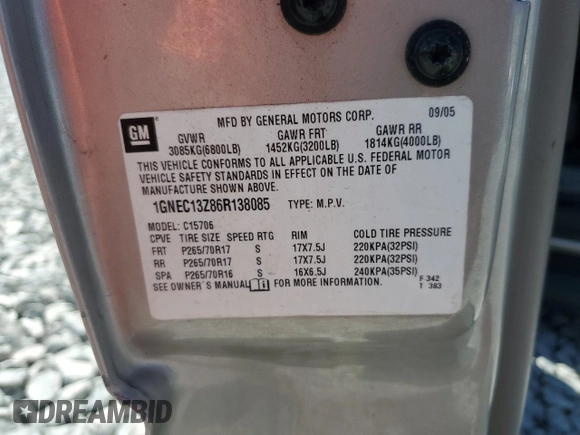 MFD BY GENERAL MOTORS CORP. 09/05
GM
GVWR GAWR FRT GAWR RR
3085KG(6800LB) 1452KG(3200LB) 1814KG(4000LB)
THIS VEHICLE CONFORMS TO ALL APPLICABLE U.S. FEDERAL MOTOR
VEHICLE SAFETY STANDARDS IN EFFECT ON THE DATE OF
MANUFACTURE SHOWN ABOVE.
1GNEC13Z86R138085 TYPE: M.P.V.
MODEL: C15706
CPVE TIRE SIZE SPEED RTG RIM COLD TIRE PRESSURE
FRT P265/70R17 S 17X7.5J 220KPA(32PSI)
RR P265/70R17 S 17X7.5J 220KPA(32PSI)
SPA P265/70R16 S 16X6.5J 240KPA(35PSI)
SEE OWNER'S MANUAL FOR MORE INFORMATION.
F 342
T 383
DREAMBID